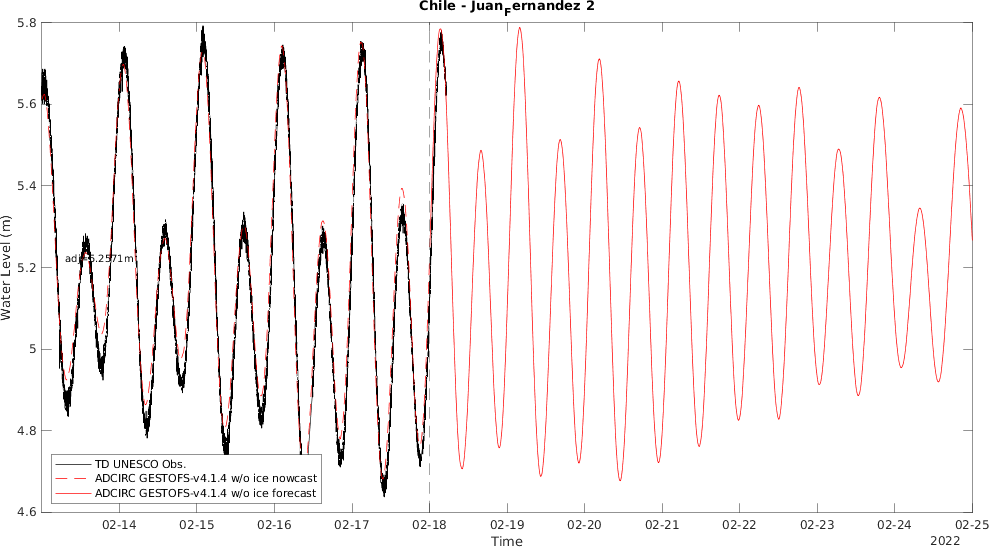 Chile - Juan_Fernandez 2
5.8
5.6
5.4
5.2
5
4.8
4.6
Water Level (m)
adj=5.2571m
TD UNESCO Obs.
ADCIRC GESTOFS-v4.1.4 w/o ice nowcast
ADCIRC GESTOFS-v4.1.4 w/o ice forecast
02-14 02-15 02-16 02-17 02-18 02-19 02-20 02-21 02-22 02-23 02-24 02-25
Time
2022